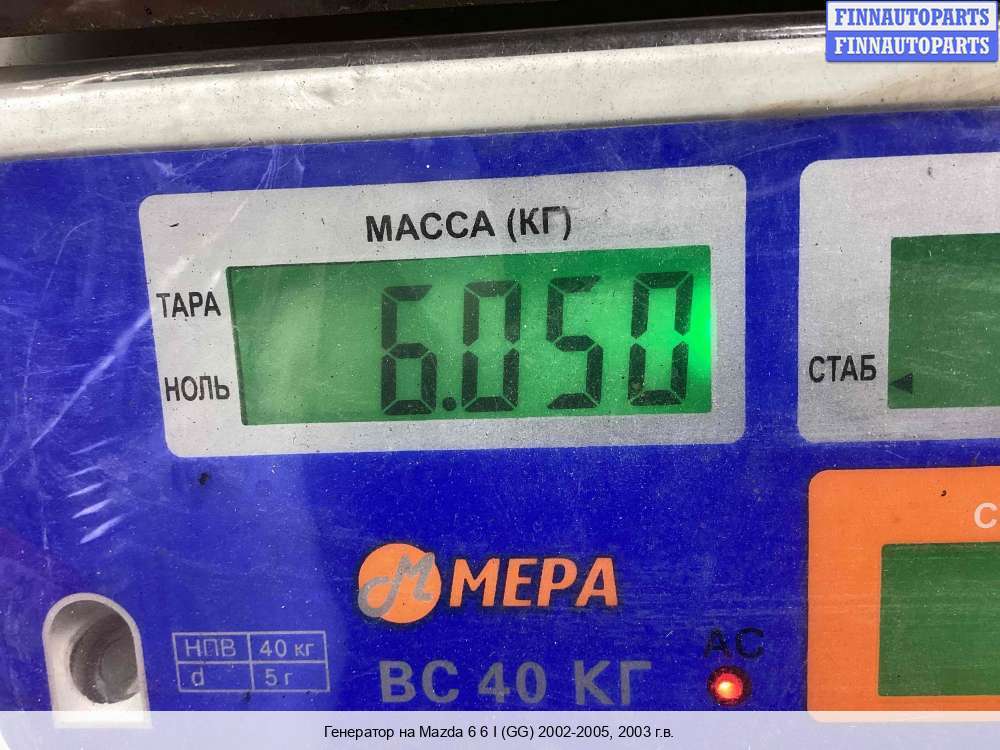 FINNAUTOPARTS
FINNAUTOPARTS
МАССА (КГ)
ТАРА
6.050
НОЛЬ
СТАБ
С
М МЕРА
АС
НПВ 40 кг
d 5 г
ВС 40 КГ
Генератор на Mazda 6 6 I (GG) 2002-2005, 2003 г.в.